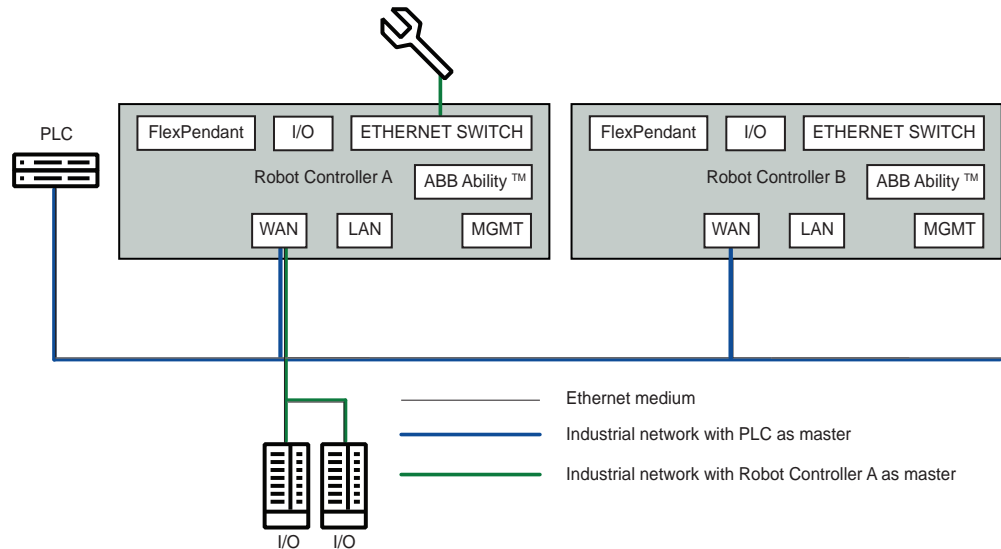 PLC
FlexPendant
I/O
ETHERNET SWITCH
Robot Controller A
ABB Ability ™
WAN
LAN
MGMT
FlexPendant
I/O
ETHERNET SWITCH
Robot Controller B
ABB Ability ™
WAN
LAN
MGMT
Ethernet medium
Industrial network with PLC as master
Industrial network with Robot Controller A as master
I/O
I/O